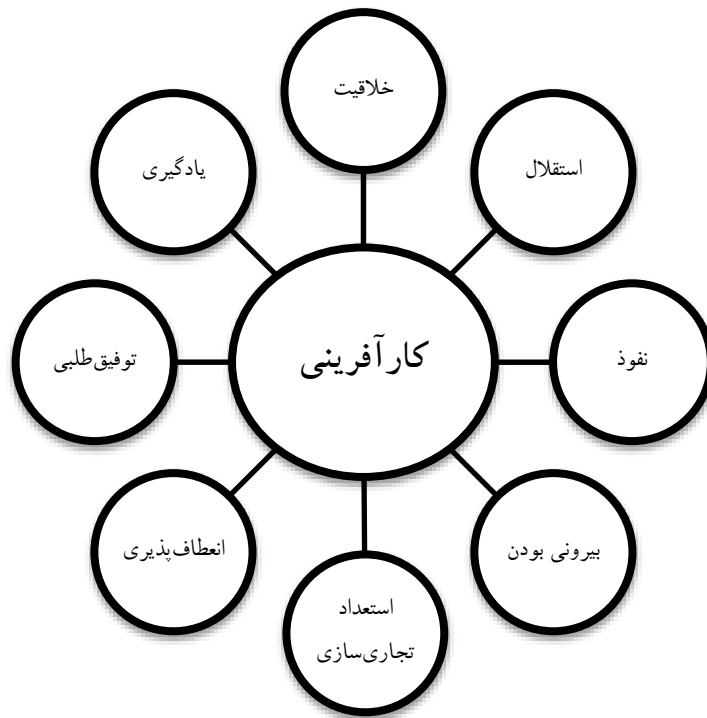 خلاقیت
استقلال
یادگیری
نفوذ
کارآفرینی
توفیق‌طلبی
بیرونی بودن
انعطاف‌پذیری
استعداد
تجاری‌سازی